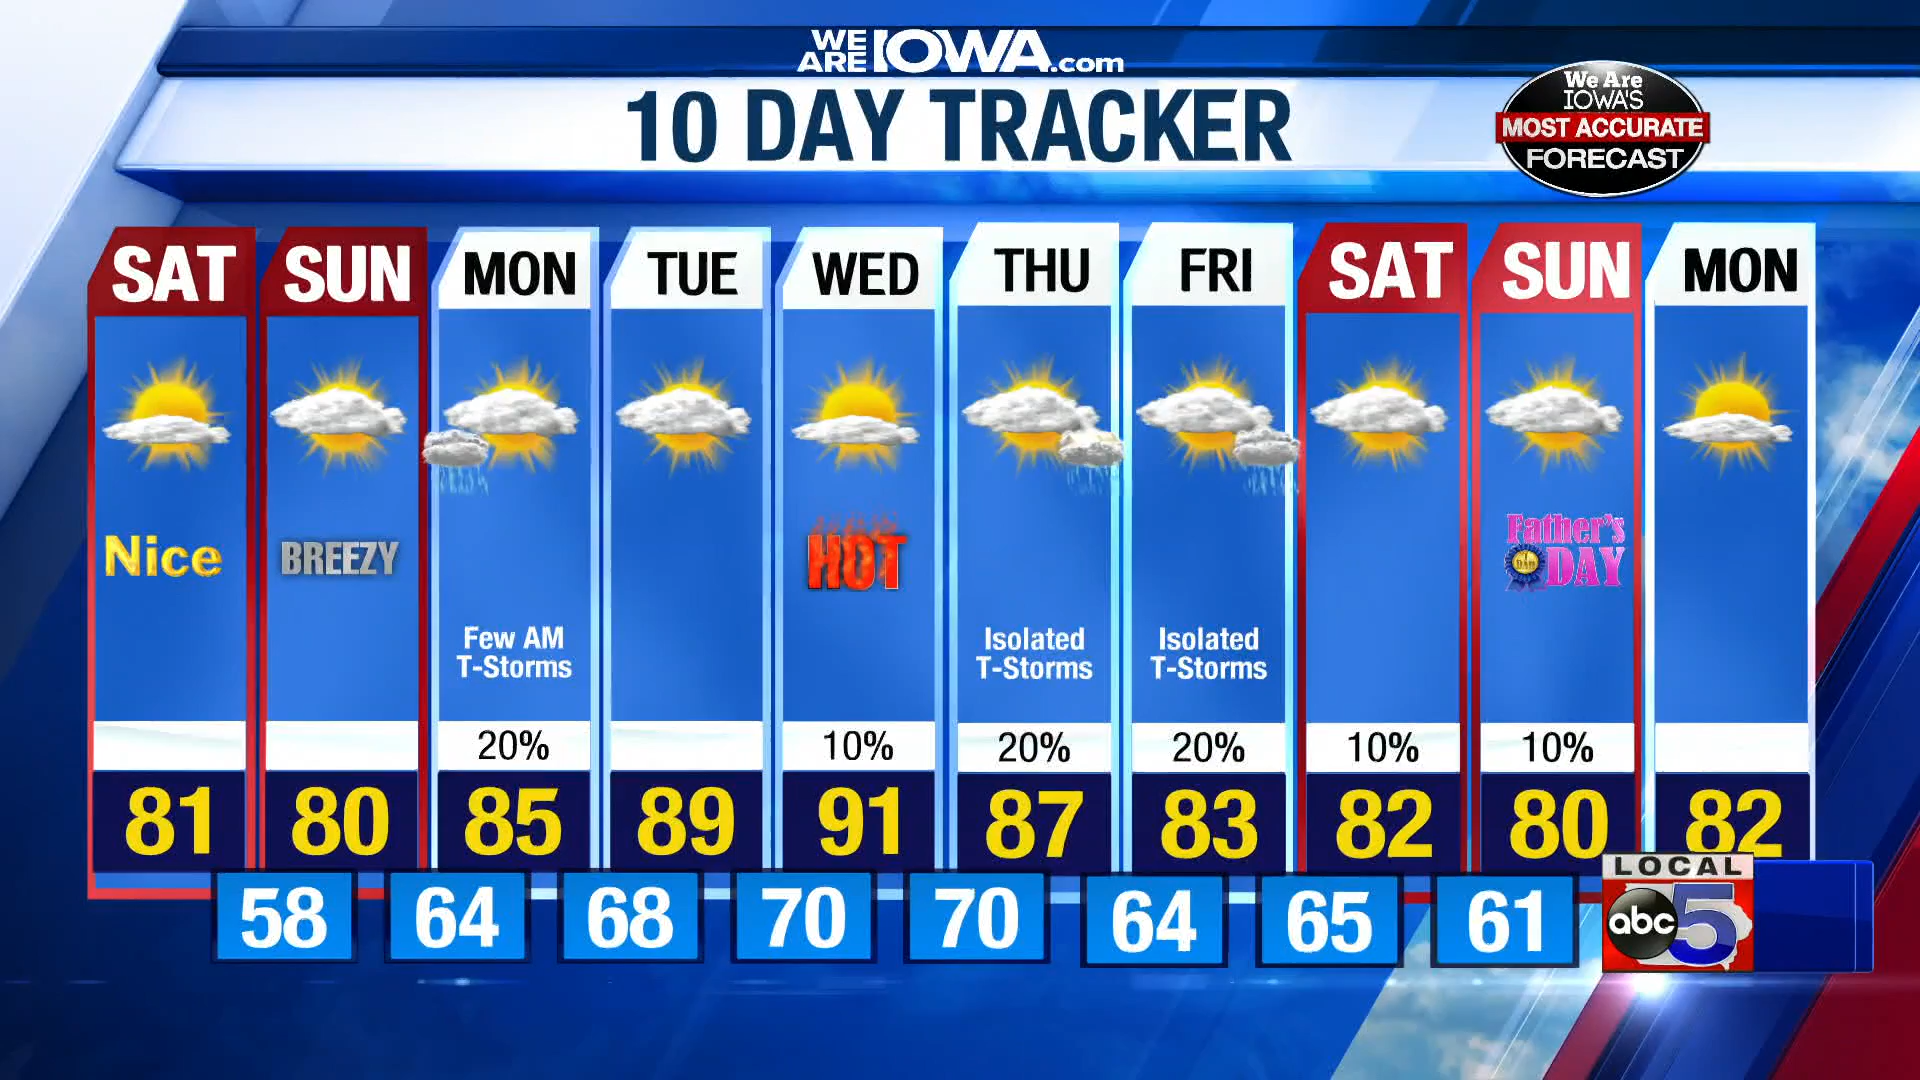 WE ARE IOWA.com
10 DAY TRACKER
We Are
IOWA'S
MOST ACCURATE
FORECAST
SAT SUN MON TUE WED THU FRI SAT SUN MON
Nice BREEZY HOT Father's
DAY
Few AM Isolated Isolated
T-Storms T-Storms T-Storms
20% 10% 20% 20% 10% 10%
81 80 85 89 91 87 83 82 80 82
58 64 68 70 70 64 65 61
LOCAL
abc 5